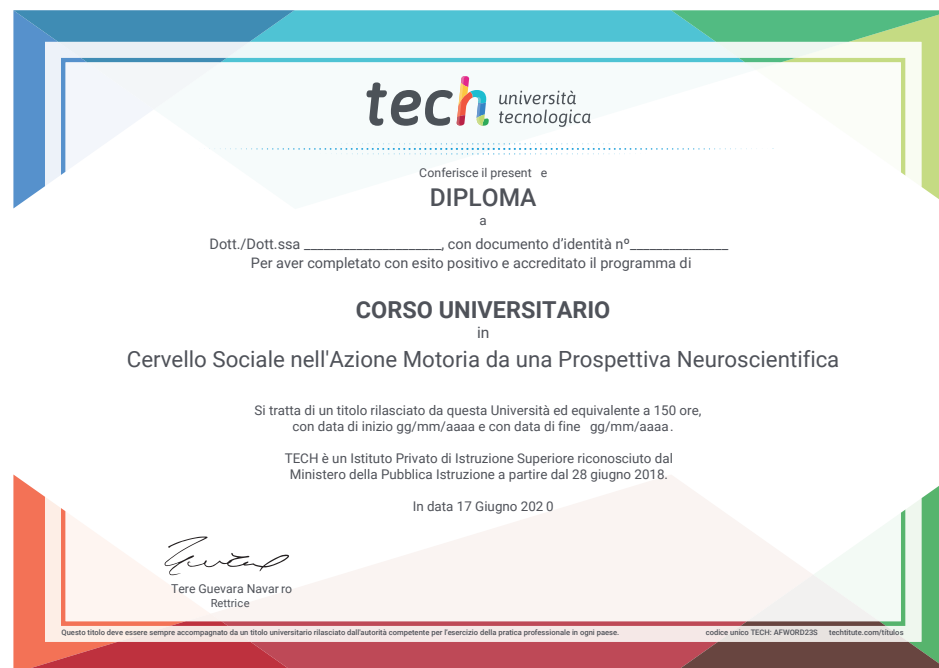 tech università
tecnologica
Conferisce il present e
DIPLOMA
a
Dott./Dott.ssa ____________________, con documento d'identità nº______________
Per aver completato con esito positivo e accreditato il programma di
CORSO UNIVERSITARIO
in
Cervello Sociale nell'Azione Motoria da una Prospettiva Neuroscientifica
Si tratta di un titolo rilasciato da questa Università ed equivalente a 150 ore,
con data di inizio gg/mm/aaaa e con data di fine gg/mm/aaaa.
TECH è un Istituto Privato di Istruzione Superiore riconosciuto dal
Ministero della Pubblica Istruzione a partire dal 28 giugno 2018.
In data 17 Giugno 202 0
Tere Guevara Navar ro
Rettrice
Questo titolo deve essere sempre accompagnato da un titolo universitario rilasciato dall'autorità competente per l'esercizio della pratica professionale in ogni paese. codice unico TECH: AFWORD23S techtitute.com/titulos